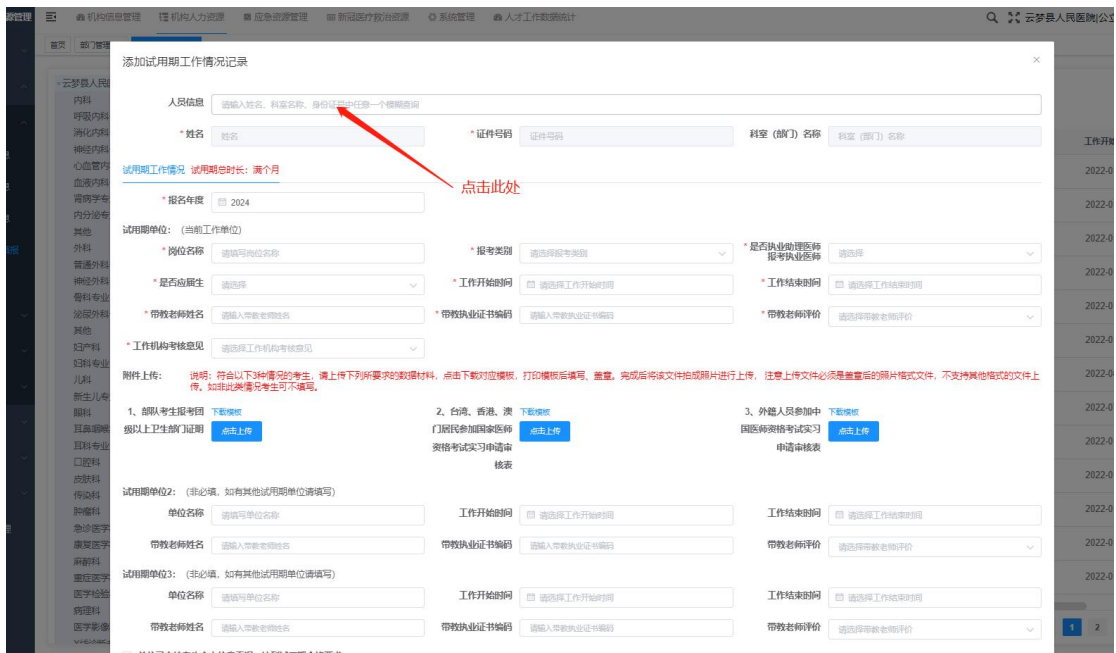 源管理 机构信息管理 机构人力资源 应急资源管理 新冠医疗救治资源 系统管理 人才工作数据统计 云梦县人民医院(公立
首页 部门管理
添加试用期工作情况记录
云梦县人民医
内科
呼吸内科
消化内科
神经内科
心血管内
血液内科
肾病学专
内分泌专
其他
外科
普通外科
神经外科
骨科专业
泌尿外科
其他
妇产科
妇科专业
儿科
新生儿专
眼科
耳鼻咽喉
耳科专业
口腔科
皮肤科
传染科
肿瘤科
急诊医学
康复医学
麻醉科
重症医学
医学检验
病理科
医学影像
人员信息 请输入姓名、科室名称、身份证号中任意一个模糊查询
*姓名 姓名 *证件号码 证件号码 科室（部门）名称 科室（部门）名称
试用期工作情况 试用期总时长：满个月
点击此处
*报名年度 2024
试用期单位：（当前工作单位）
*岗位名称 请填写岗位名称 *报考类别 请选择报考类别 *是否执业助理医师报考执业医师 请选择
*是否应届生 请选择 *工作开始时间 请选择工作开始时间 *工作结束时间 请选择工作结束时间
*带教老师姓名 请输入带教老师姓名 *带教执业证书编码 请输入带教执业证书编码 *带教老师评价 请选择带教老师评价
*工作机构考核意见 请选择工作机构考核意见
附件上传： 说明：符合以下3种情况的考生，请上传下列所要求的数据材料，点击下载对应模板，打印模板后填写、盖章。完成后将该文件拍成照片进行上传，注意上传文件必须是盖章后的照片格式文件，不支持其他格式的文件上
传。如非此类情况考生可不填写。
1、部队考生报考团级以上卫生部门证明 下载模板 点击上传
2、台湾、香港、澳门居民参加国家医师资格考试实习申请审核表 下载模板 点击上传
3、外籍人员参加中国医师资格考试实习申请审核表 下载模板 点击上传
试用期单位2：（非必填，如有其他试用期单位请填写）
单位名称 请填写单位名称 工作开始时间 请选择工作开始时间 工作结束时间 请选择工作结束时间
带教老师姓名 请输入带教老师姓名 带教执业证书编码 请输入带教执业证书编码 带教老师评价 请选择带教老师评价
试用期单位3：（非必填，如有其他试用期单位请填写）
单位名称 请填写单位名称 工作开始时间 请选择工作开始时间 工作结束时间 请选择工作结束时间
带教老师姓名 请输入带教老师姓名 带教执业证书编码 请输入带教执业证书编码 带教老师评价 请选择带教老师评价
工作开始
2022-0
2022-0
2022-0
2022-0
2022-0
2022-0
2022-0
2022-0
2022-0
2022-0
2022-0
2022-0
2022-0
1 2